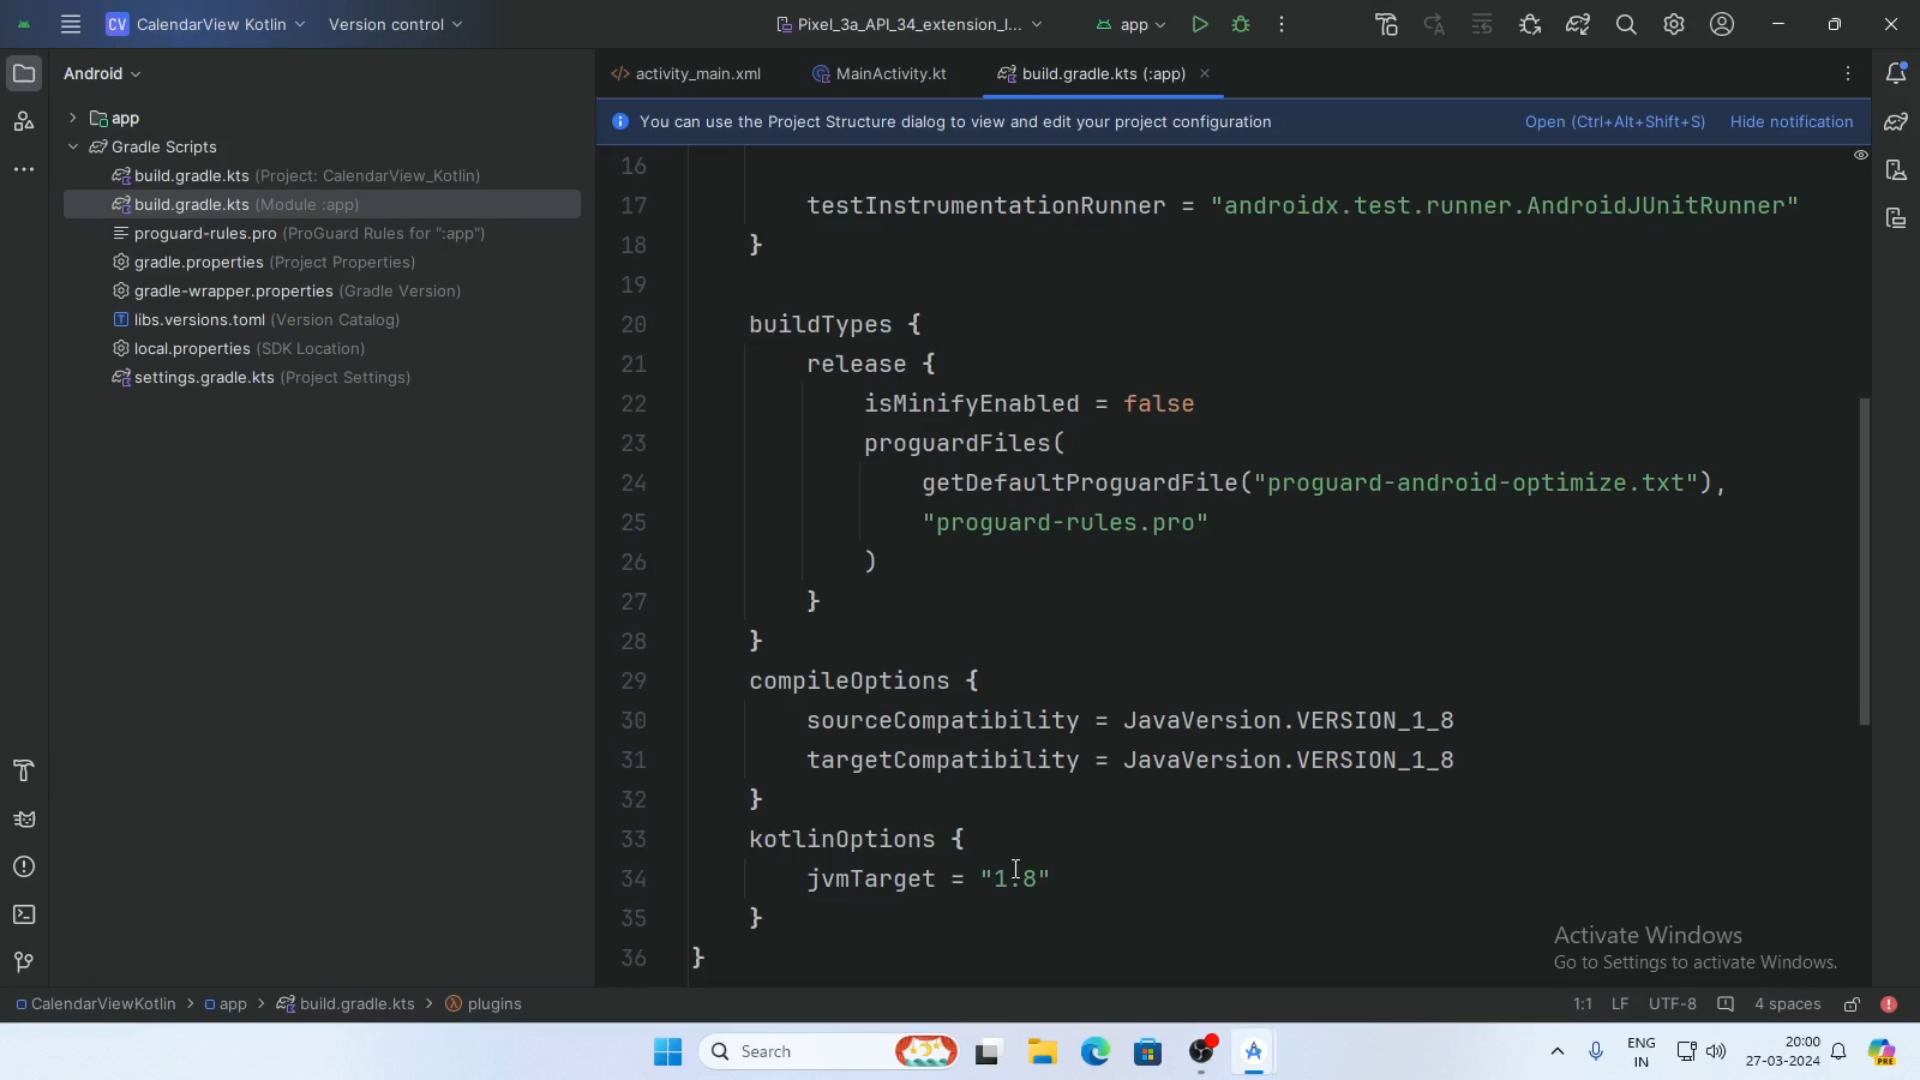 CV CalendarView Kotlin Version control Pixel_3a_API_34_extension_l... app
Android
activity_main.xml MainActivity.kt build.gradle.kts (:app)
You can use the Project Structure dialog to view and edit your project configuration Open (Ctrl+Alt+Shift+S) Hide notification
app
Gradle Scripts
build.gradle.kts (Project: CalendarView_Kotlin)
build.gradle.kts (Module :app)
proguard-rules.pro (ProGuard Rules for ":app")
gradle.properties (Project Properties)
gradle-wrapper.properties (Gradle Version)
libs.versions.toml (Version Catalog)
local.properties (SDK Location)
settings.gradle.kts (Project Settings)
16
17 testInstrumentationRunner = "androidx.test.runner.AndroidJUnitRunner"
18 }
19
20 buildTypes {
21 release {
22 isMinifyEnabled = false
23 proguardFiles(
24 getDefaultProguardFile("proguard-android-optimize.txt"),
25 "proguard-rules.pro"
26 )
27 }
28 }
29 compileOptions {
30 sourceCompatibility = JavaVersion.VERSION_1_8
31 targetCompatibility = JavaVersion.VERSION_1_8
32 }
33 kotlinOptions {
34 jvmTarget = "1.8"
35 }
36 }
Activate Windows
Go to Settings to activate Windows.
CalendarViewKotlin > app > build.gradle.kts > plugins 1:1 LF UTF-8 4 spaces
Search ENG IN 20:00 27-03-2024 PRE